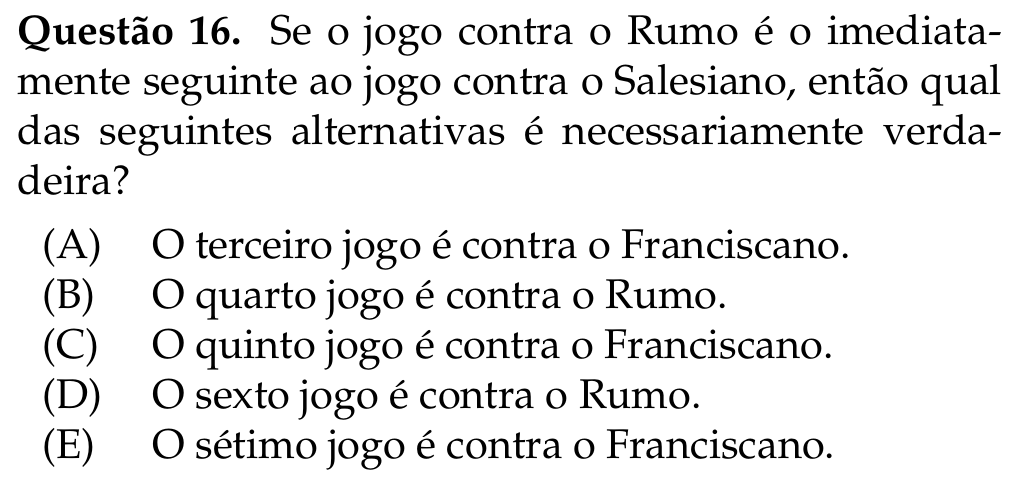 Questão 16. Se o jogo contra o Rumo é o imediata-
mente seguinte ao jogo contra o Salesiano, então qual
das seguintes alternativas é necessariamente verda-
deira?
(A) O terceiro jogo é contra o Franciscano.
(B) O quarto jogo é contra o Rumo.
(C) O quinto jogo é contra o Franciscano.
(D) O sexto jogo é contra o Rumo.
(E) O sétimo jogo é contra o Franciscano.